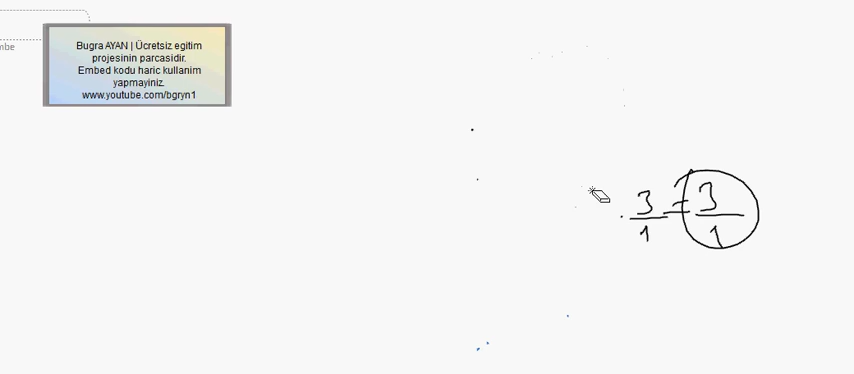 mbe
Bugra AYAN | Ücretsiz egitim
projesinin parcasidir.
Embed kodu haric kullanim
yapmayiniz.
www.youtube.com/bgryn1
. 3/1 = 3/1